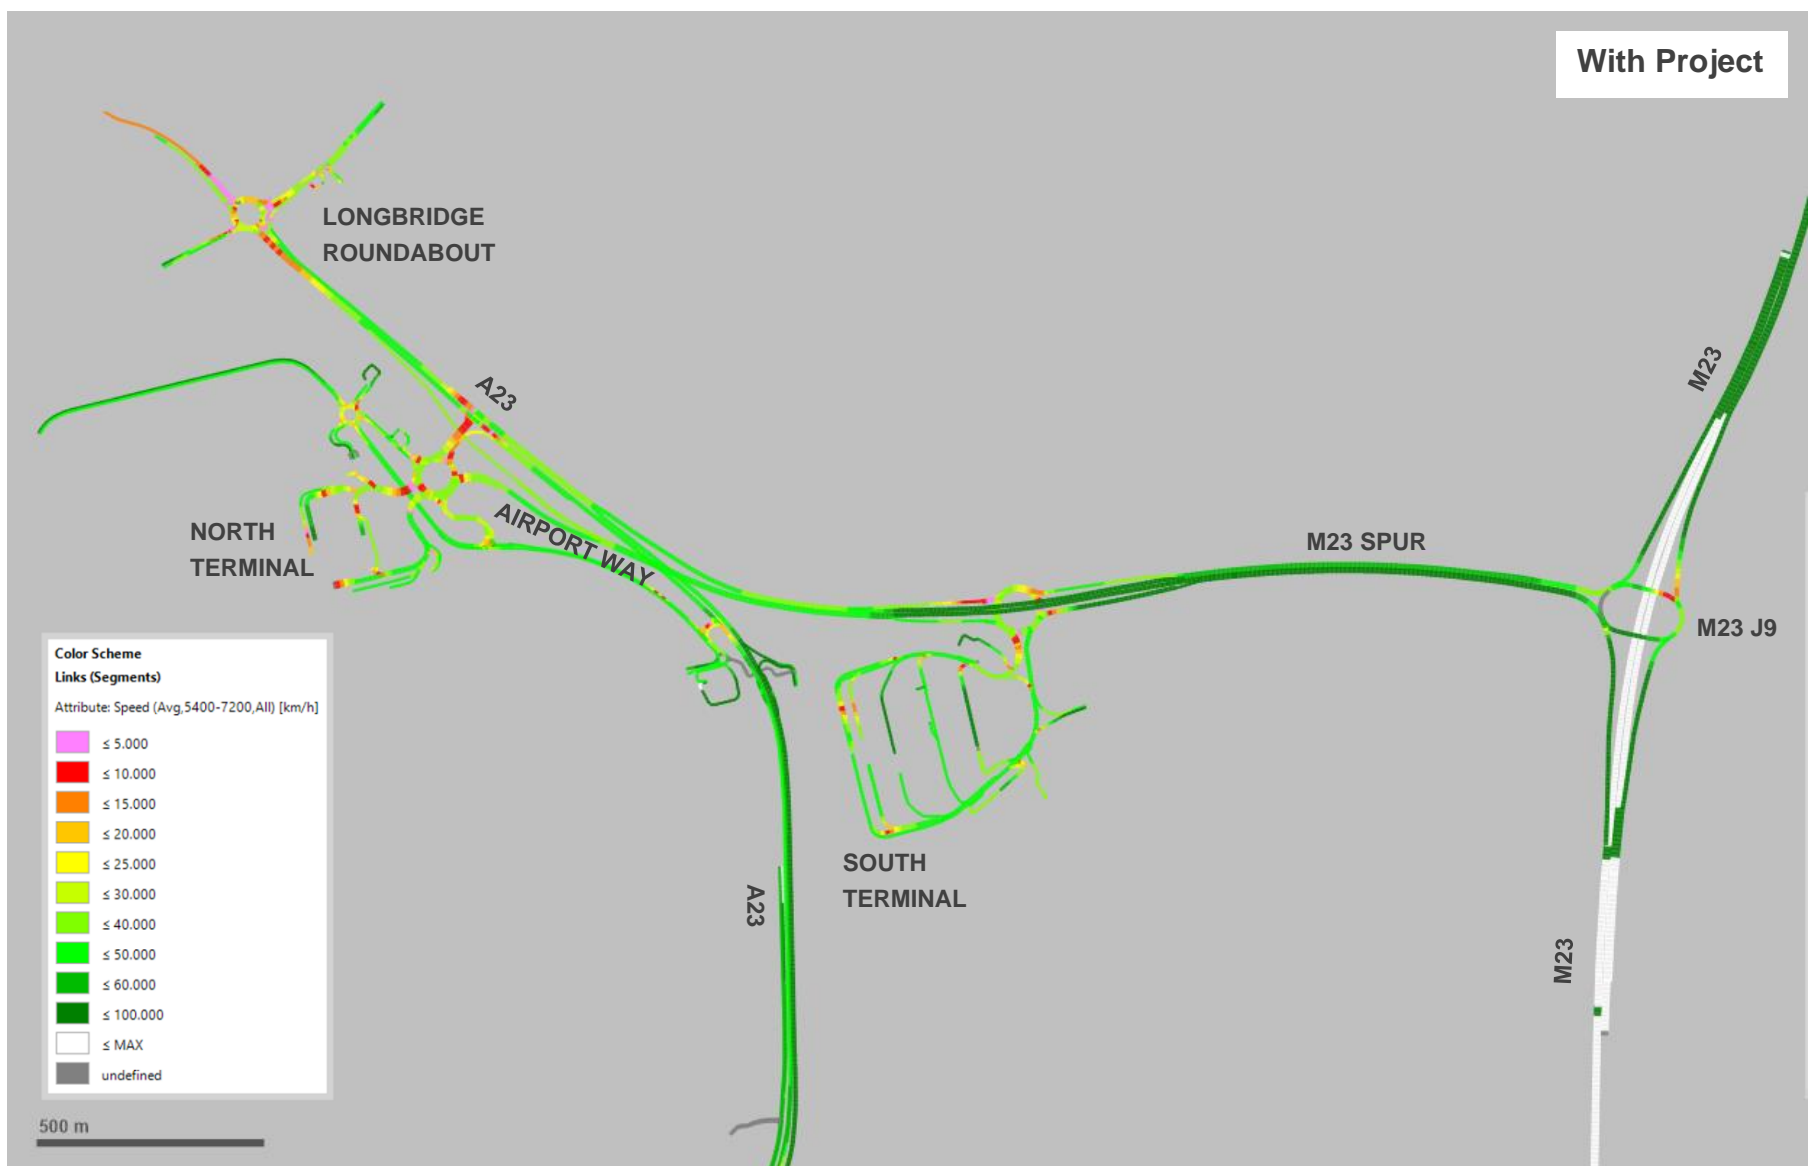 With Project
LONGBRIDGE
ROUNDABOUT
A23
M23
NORTH
TERMINAL
AIRPORT WAY
M23 SPUR
M23 J9
Color Scheme
Links (Segments)
Attribute: Speed (Avg,5400-7200,All) [km/h]
≤ 5.000
≤ 10.000
≤ 15.000
≤ 20.000
≤ 25.000
≤ 30.000
≤ 40.000
≤ 50.000
≤ 60.000
≤ 100.000
≤ MAX
undefined
SOUTH
TERMINAL
A23
M23
500 m